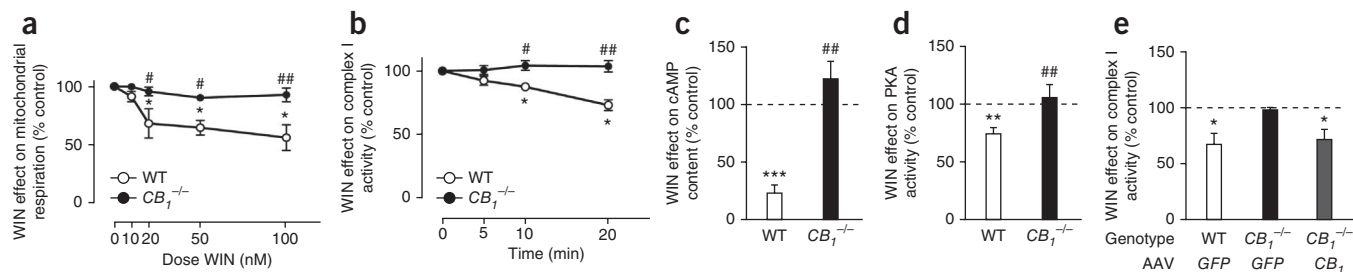 a
WIN effect on mitochondrial
respiration (% control)
100
50
0
# # ##
* * *
WT
CB1–/–
0 10 20 50 100
Dose WIN (nM)
b
WIN effect on complex I
activity (% control)
100
50
0
# ##
* *
WT
CB1–/–
0 5 10 20
Time (min)
c
WIN effect on cAMP
content (% control)
150
100
50
0
***
##
WT CB1–/–
d
WIN effect on PKA
activity (% control)
150
100
50
0
**
##
WT CB1–/–
e
WIN effect on complex I
activity (% control)
150
100
50
0
* *
Genotype WT CB1–/– CB1–/–
AAV GFP GFP CB1